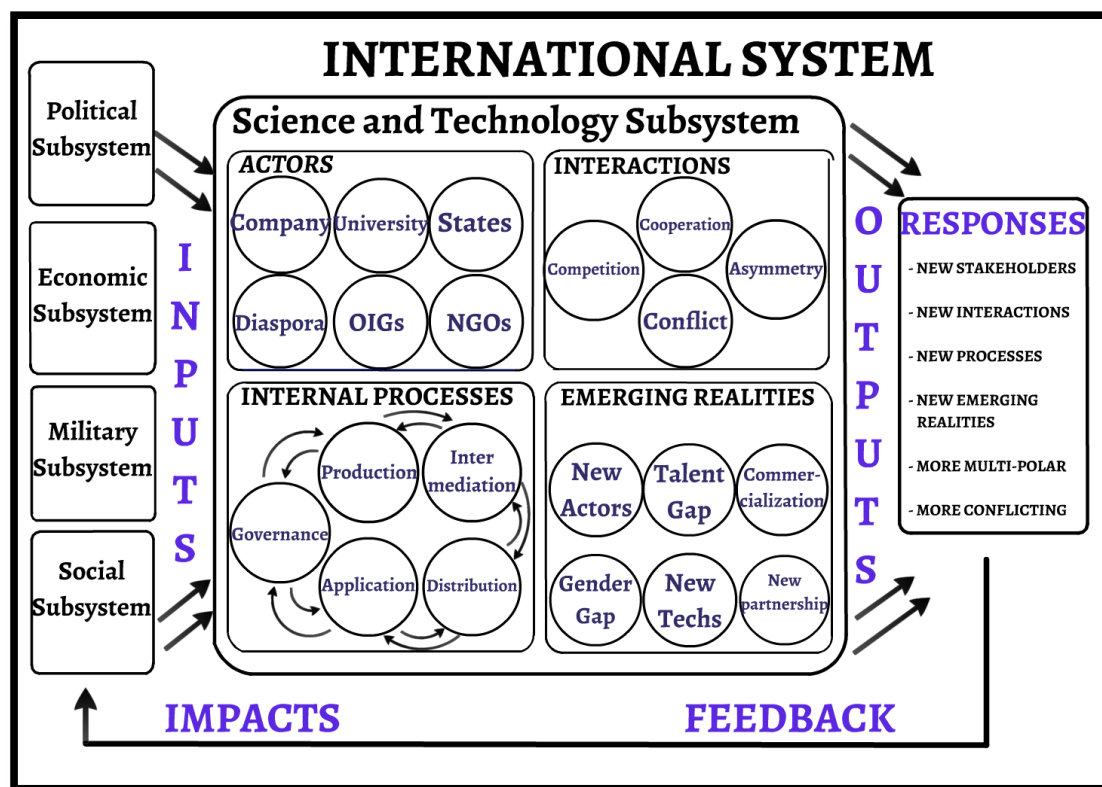 INTERNATIONAL SYSTEM
Political
Subsystem
Economic
Subsystem
Military
Subsystem
Social
Subsystem
INPUTS
Science and Technology Subsystem
ACTORS
Company
University
States
Diaspora
OIGs
NGOs
INTERACTIONS
Cooperation
Competition
Asymmetry
Conflict
INTERNAL PROCESSES
Production
Inter
mediation
Governance
Application
Distribution
EMERGING REALITIES
New
Actors
Talent
Gap
Commer-
cialization
Gender
Gap
New
Techs
New
partnership
OUTPUTS
RESPONSES
- NEW STAKEHOLDERS
- NEW INTERACTIONS
- NEW PROCESSES
- NEW EMERGING
REALITIES
- MORE MULTI-POLAR
- MORE CONFLICTING
IMPACTS
FEEDBACK